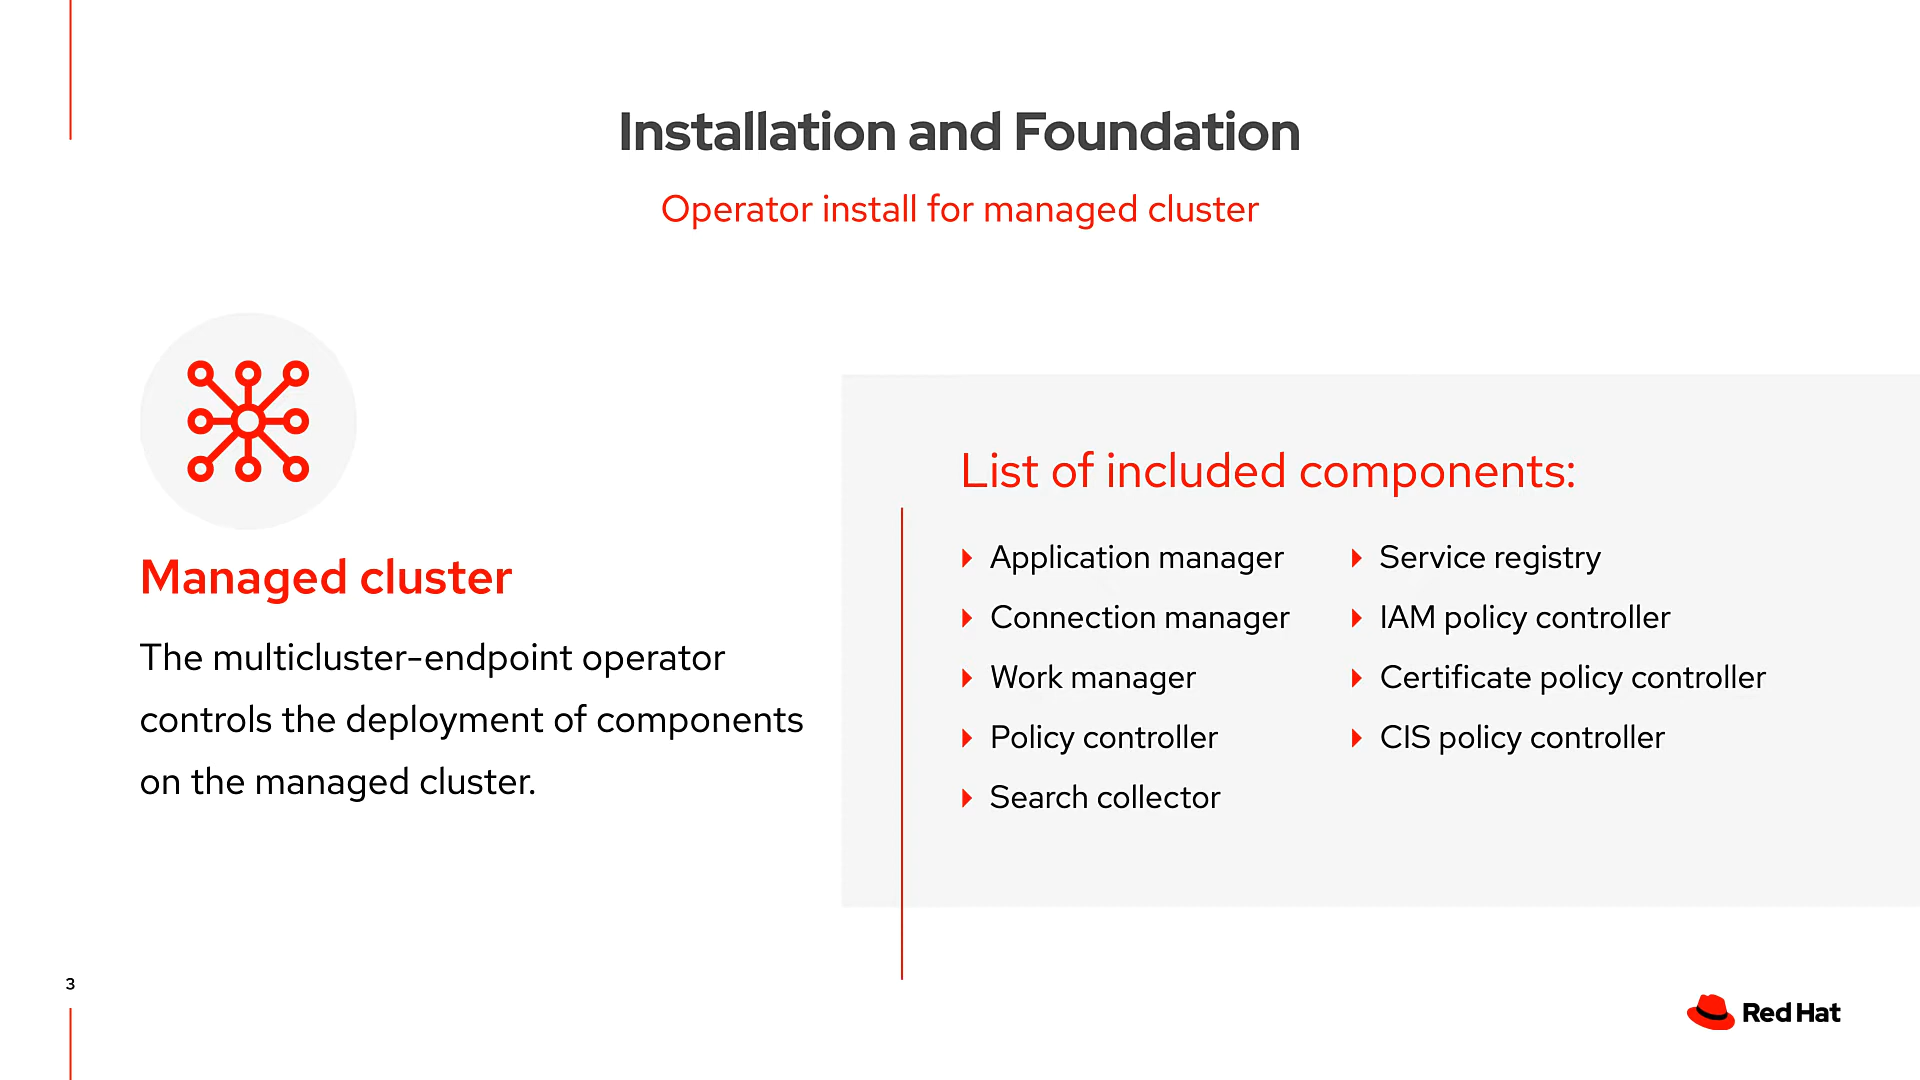 Installation and Foundation
Operator install for managed cluster
Managed cluster
The multicluster-endpoint operator
controls the deployment of components
on the managed cluster.
List of included components:
Application manager
Connection manager
Work manager
Policy controller
Search collector
Service registry
IAM policy controller
Certificate policy controller
CIS policy controller
3
Red Hat